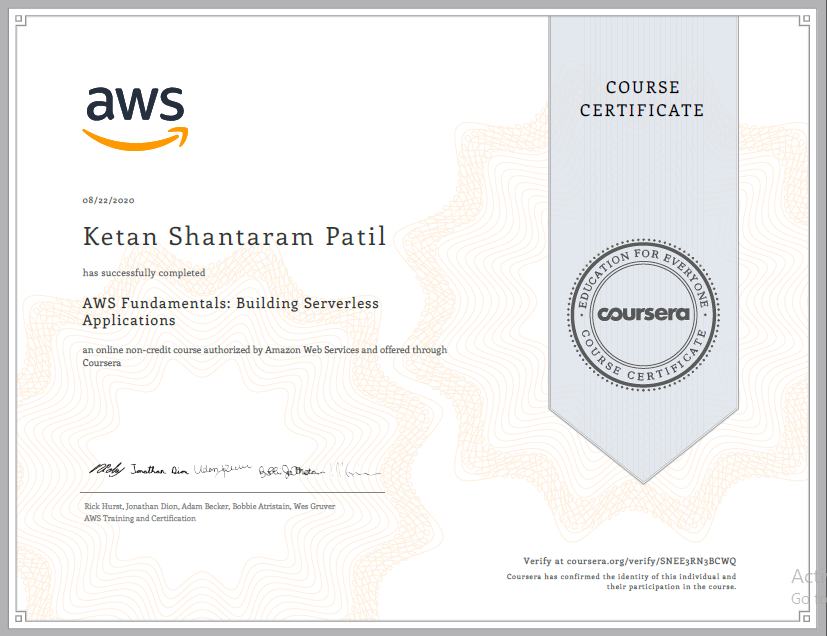 aws
COURSE
CERTIFICATE
08/22/2020
Ketan Shantaram Patil
has successfully completed
AWS Fundamentals: Building Serverless
Applications
an online non-credit course authorized by Amazon Web Services and offered through
Coursera
EDUCATION FOR EVERYONE
coursera
COURSE CERTIFICATE
Jonathan Dion
Rick Hurst, Jonathan Dion, Adam Becker, Bobbie Atristain, Wes Gruver
AWS Training and Certification
Verify at coursera.org/verify/SNEE3RN3BCWQ
Coursera has confirmed the identity of this individual and
their participation in the course.
Go to